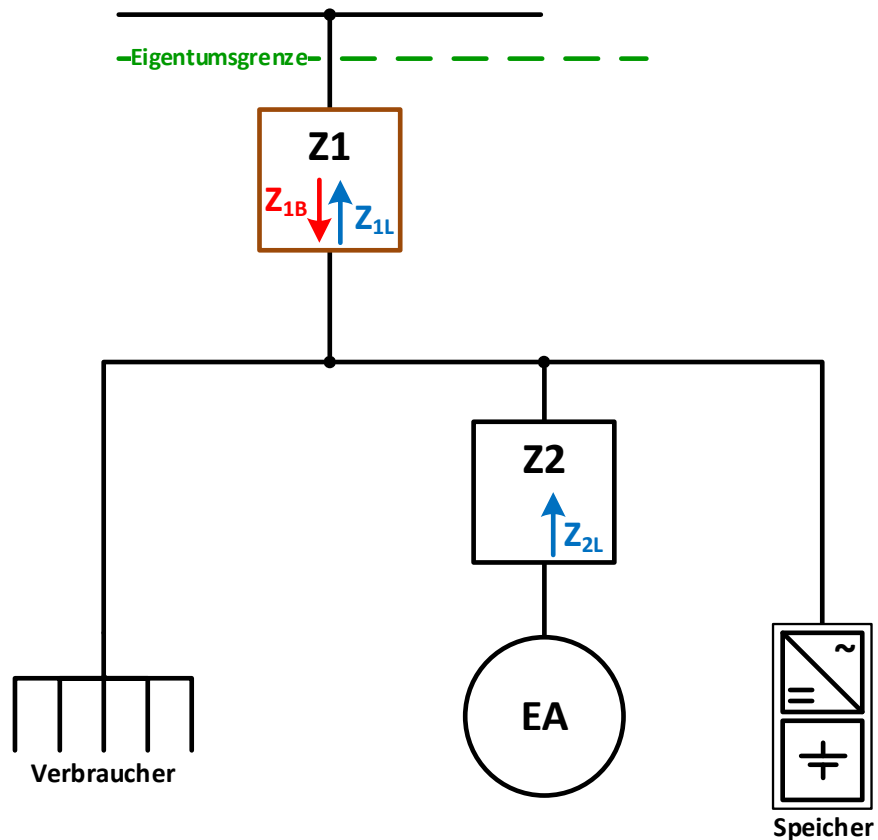 Eigentumsgrenze
Z1
Z1B
Z1L
Z2
Z2L
EA
~
=
Verbraucher
Speicher